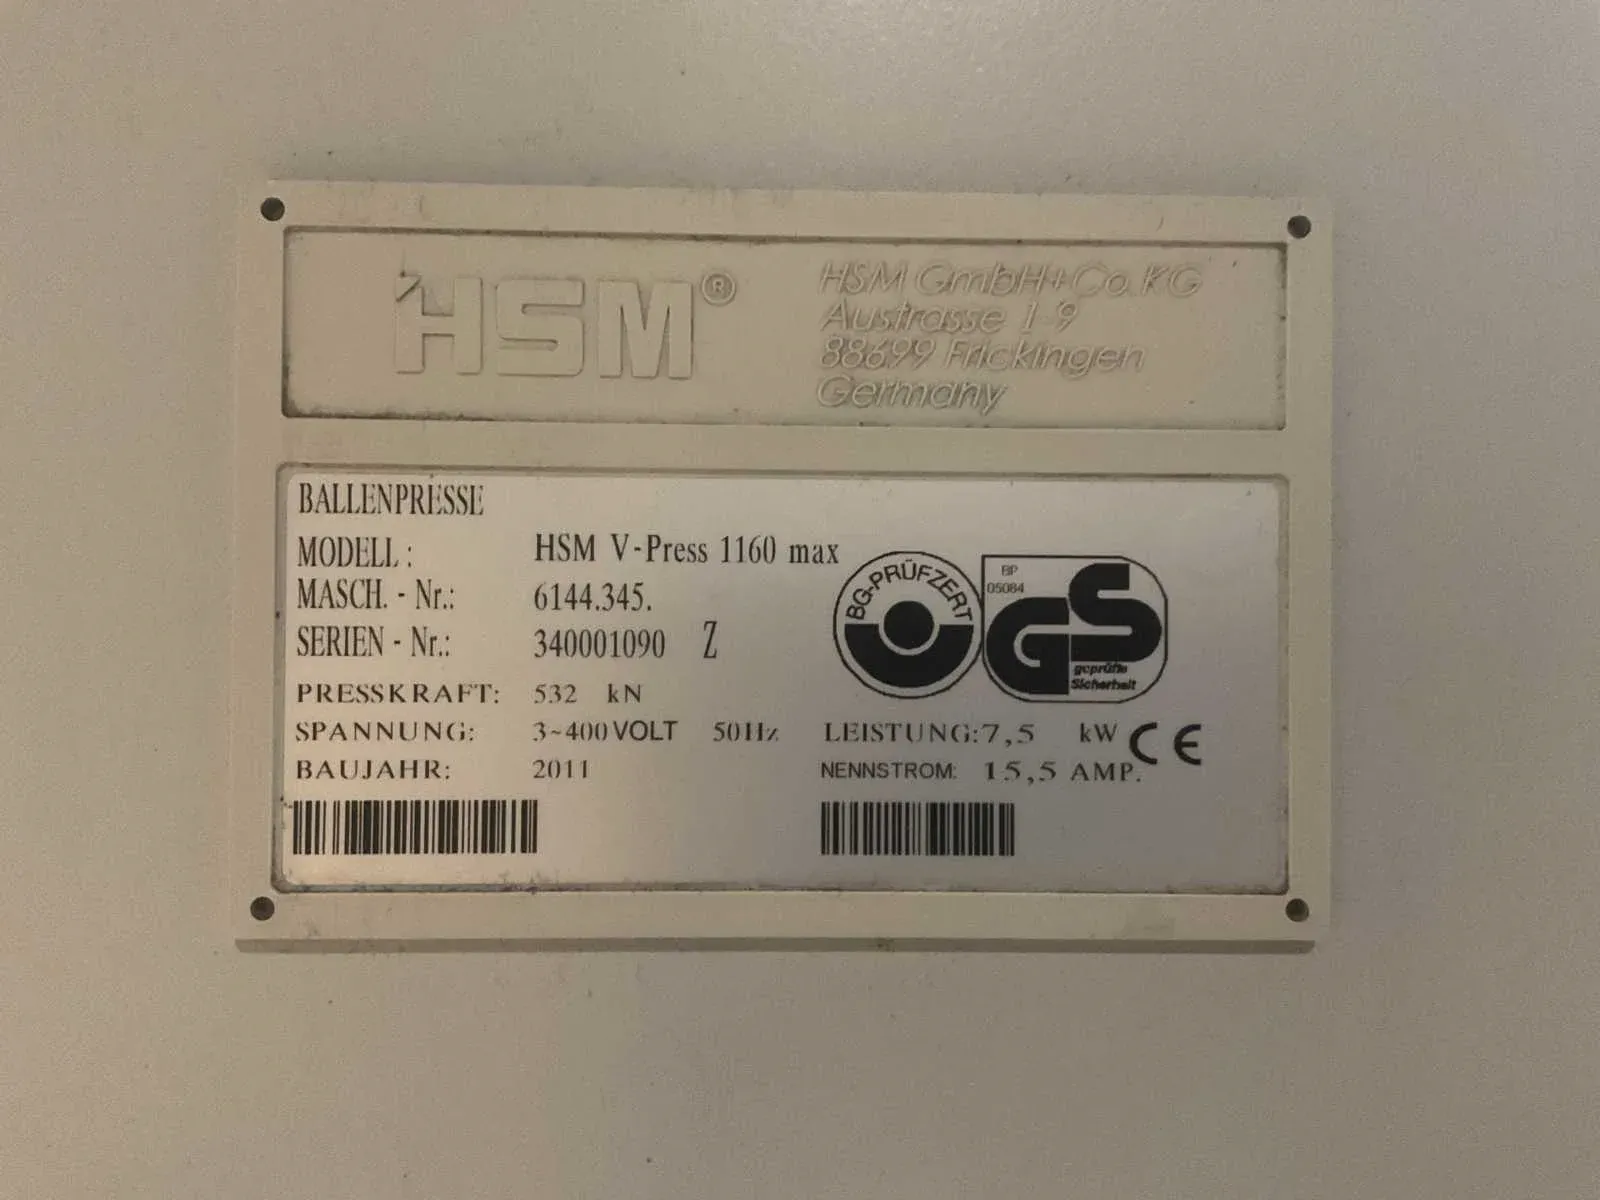 HSM®
HSM GmbH+Co. KG
Austrasse 1-9
88699 Frickingen
Germany
BALLENPRESSE
MODELL: HSM V-Press 1160 max
MASCH. - Nr.: 6144.345.
SERIEN - Nr.: 340001090 Z
PRESSKRAFT: 532 kN
SPANNUNG: 3~400 VOLT 50Hz LEISTUNG: 7,5 kW CE
BAUJAHR: 2011 NENNSTROM: 15,5 AMP.
BG-PRÜFZERT
BP
05084
GS
geprüfte
Sicherheit